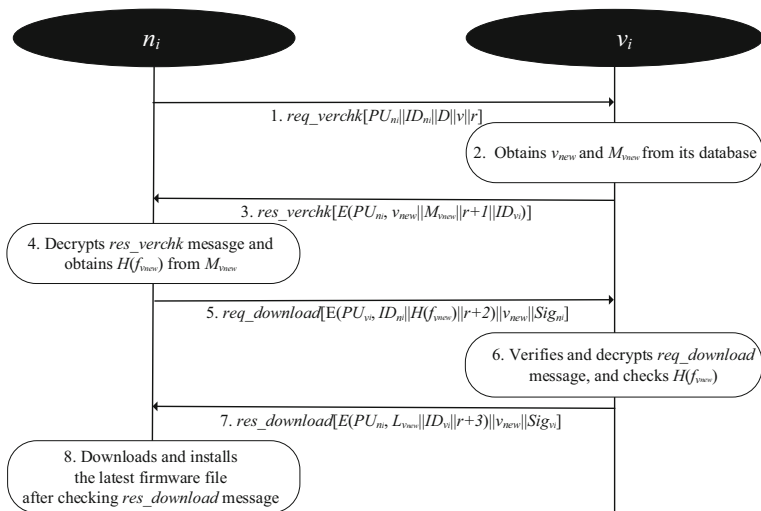 n_i
v_i
1. req_verchk[PU_ni||ID_ni||D||v||r]
2. Obtains v_new and M_vnew from its database
3. res_verchk[E(PU_ni, v_new||M_vnew||r+1||ID_vi)]
4. Decrypts res_verchk mesasge and
obtains H(f_vnew) from M_vnew
5. req_download[E(PU_vi, ID_ni||H(f_vnew)||r+2)||v_new||Sig_ni]
6. Verifies and decrypts req_download
message, and checks H(f_vnew)
7. res_download[E(PU_ni, L_vnew||ID_vi||r+3)||v_new||Sig_vi]
8. Downloads and installs
the latest firmware file
after checking res_download message